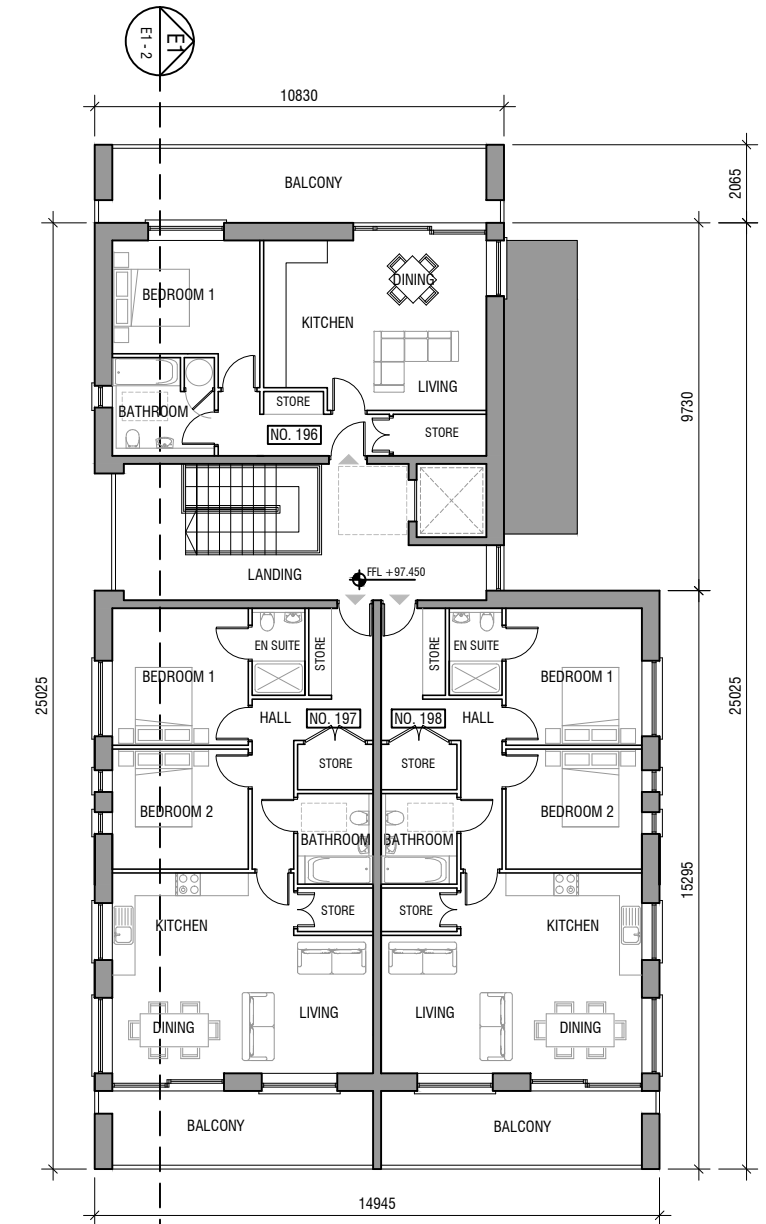 E1
E1 - 2
10830
BALCONY
2065
BEDROOM 1
DINING
KITCHEN
LIVING
STORE
BATHROOM
NO. 196
STORE
9730
LANDING
FFL +97.450
EN SUITE
STORE
STORE
EN SUITE
BEDROOM 1
BEDROOM 1
25025
25025
HALL
NO. 197
NO. 198
HALL
STORE
STORE
BEDROOM 2
BEDROOM 2
BATHROOM
BATHROOM
15295
STORE
STORE
KITCHEN
KITCHEN
LIVING
LIVING
DINING
DINING
BALCONY
BALCONY
14945